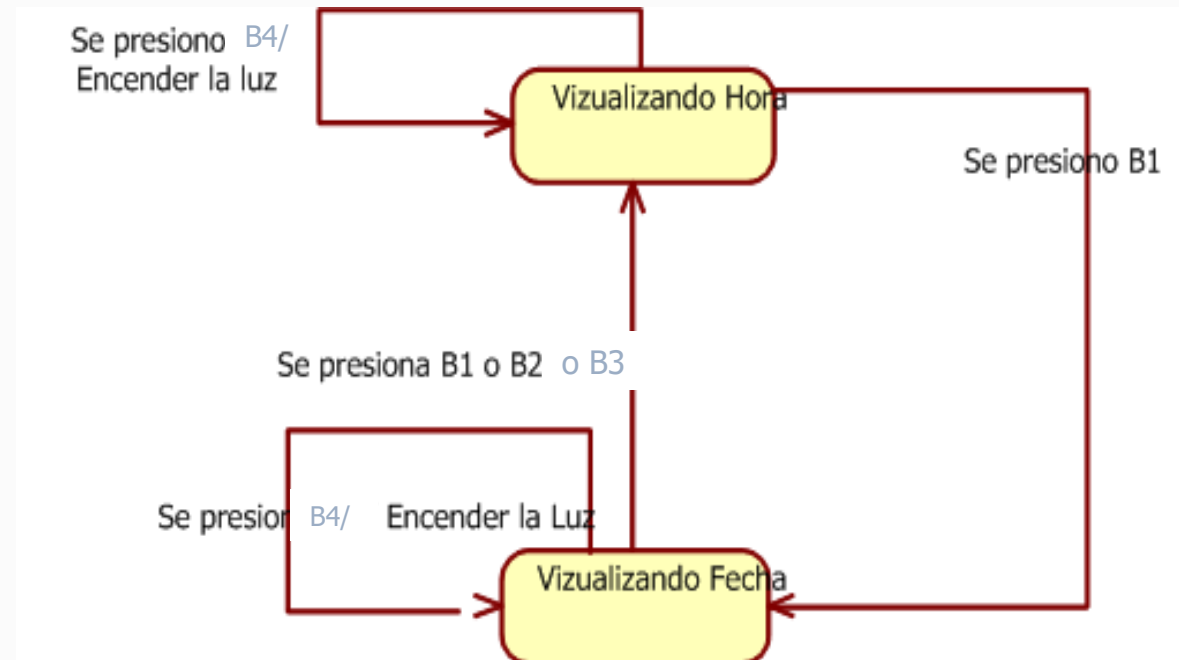 Se presiono B4/
Encender la luz
Vizualizando Hora
Se presiono B1
Se presiona B1 o B2 o B3
Se presior B4/ Encender la Luz
Vizualizando Fecha